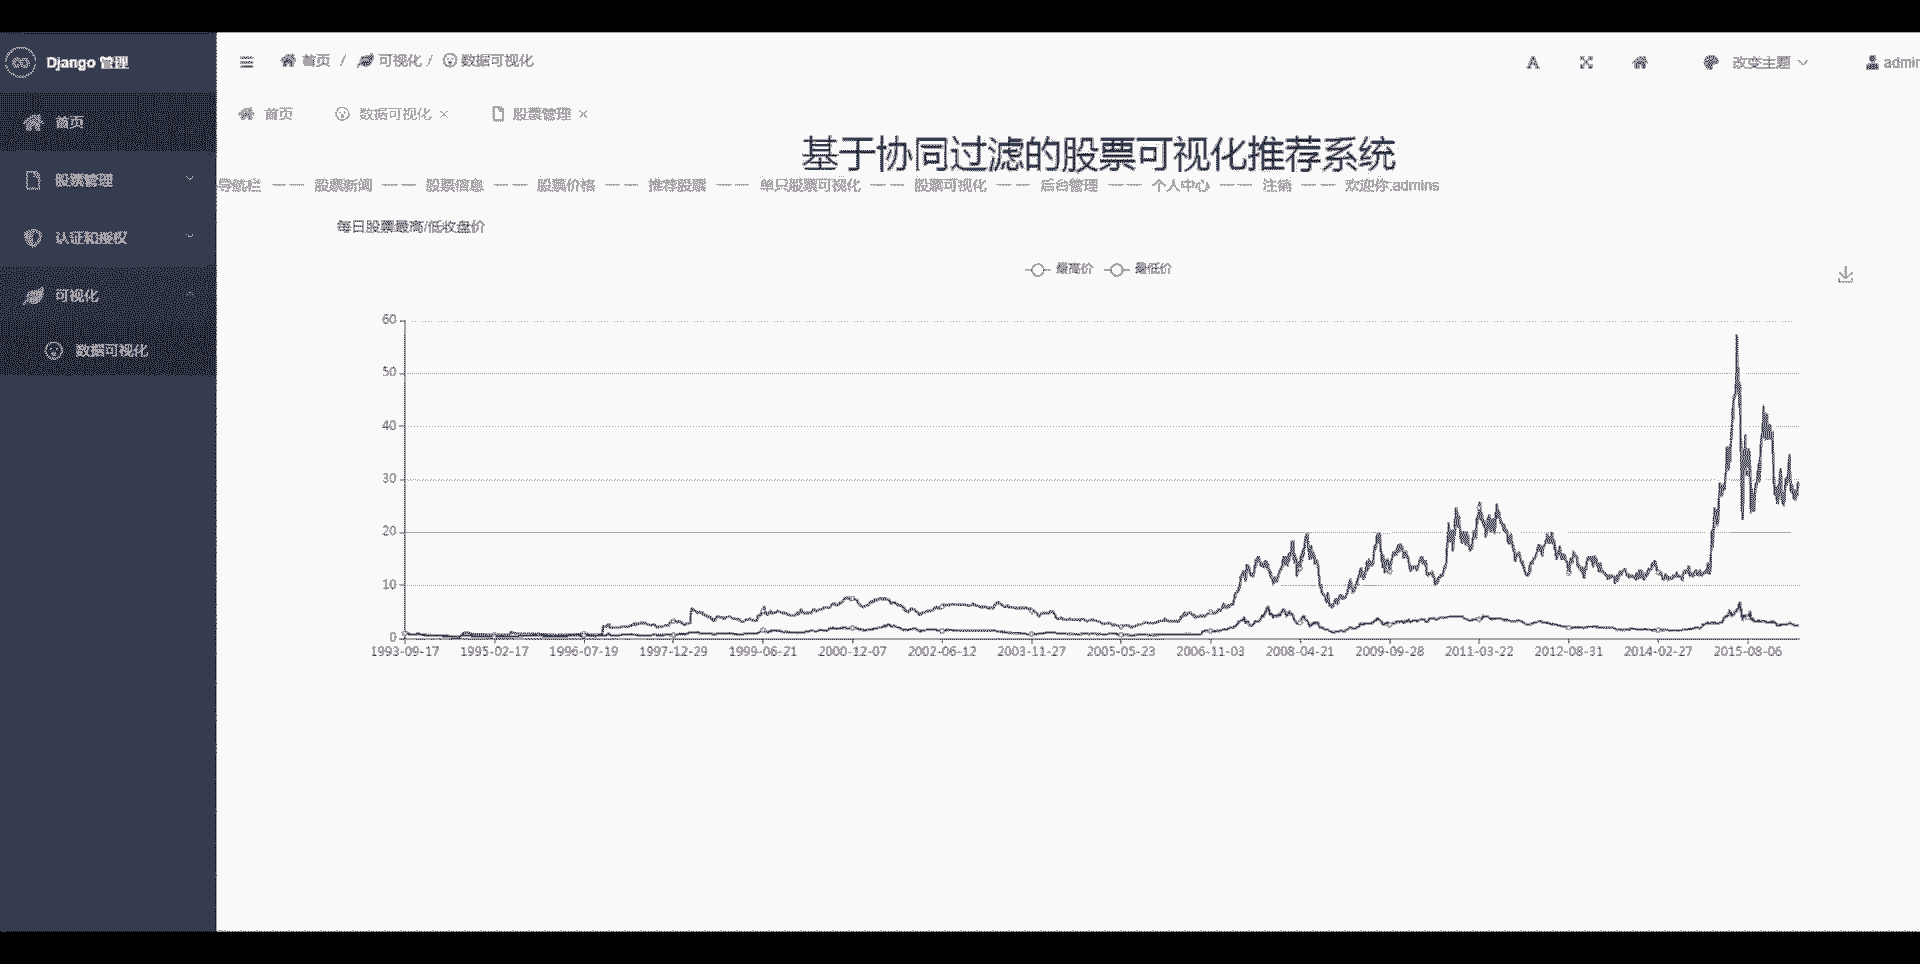 Django 管理
首页
股票管理
认证和授权
可视化
数据可视化
首页 / 可视化 / 数据可视化
A 改变主题 admin
首页 数据可视化 × 股票管理 ×
基于协同过滤的股票可视化推荐系统
导航栏 —— 股票新闻 —— 股票信息 —— 股票价格 —— 推荐股票 —— 单只股票可视化 —— 股票可视化 —— 后台管理 —— 个人中心 —— 注销 —— 欢迎你:admins
每日股票最高/低收盘价
最高价 最低价
60
50
40
30
20
10
0
1993-09-17 1995-02-17 1996-07-19 1997-12-29 1999-06-21 2000-12-07 2002-06-12 2003-11-27 2005-05-23 2006-11-03 2008-04-21 2009-09-28 2011-03-22 2012-08-31 2014-02-27 2015-08-06